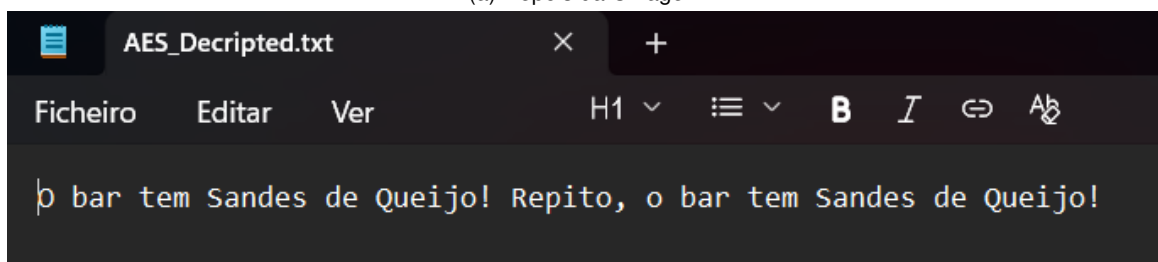 AES_Decripted.txt
Ficheiro Editar Ver H1 B I
O bar tem Sandes de Queijo! Repito, o bar tem Sandes de Queijo!